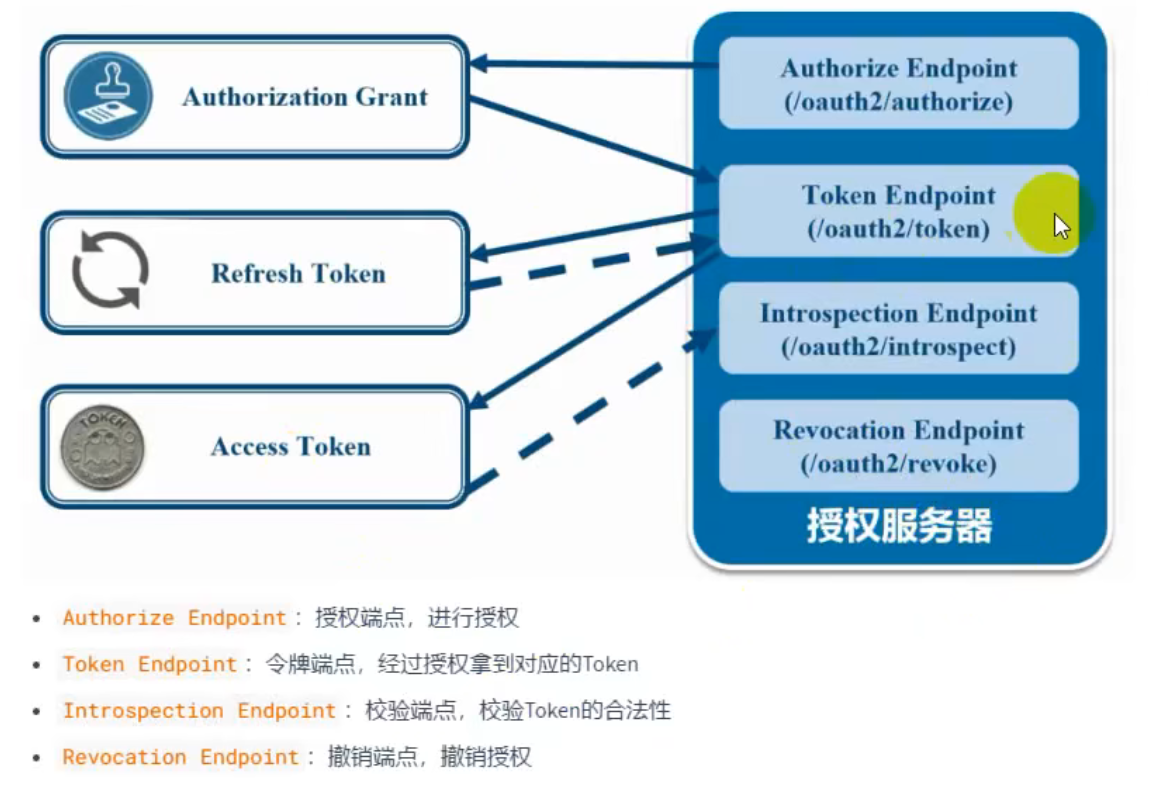 Authorization Grant
Authorize Endpoint
(/oauth2/authorize)
Token Endpoint
(/oauth2/token)
Refresh Token
Introspection Endpoint
(/oauth2/introspect)
TOKEN
Access Token
Revocation Endpoint
(/oauth2/revoke)
授权服务器
• Authorize Endpoint： 授权端点，进行授权
• Token Endpoint： 令牌端点，经过授权拿到对应的Token
• Introspection Endpoint： 校验端点，校验Token的合法性
• Revocation Endpoint： 撤销端点，撤销授权